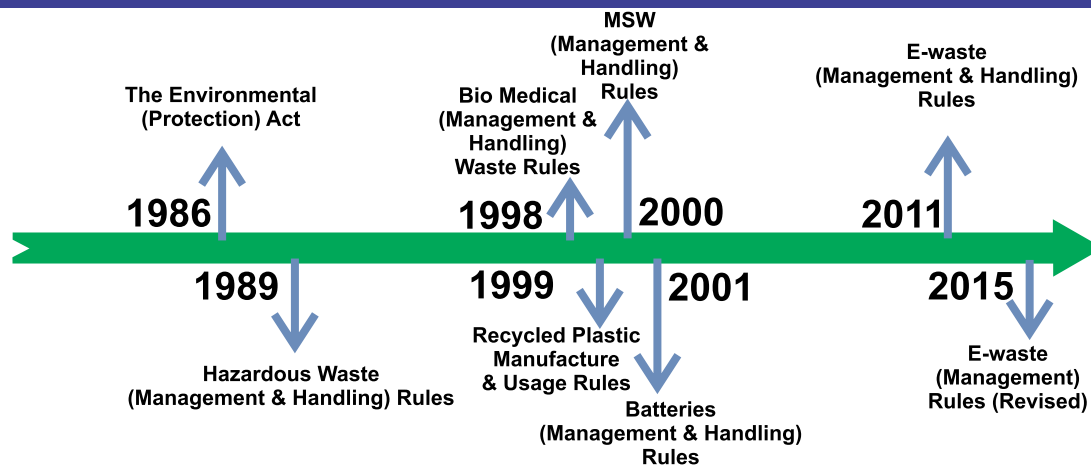 The Environmental
(Protection) Act
1986
1989
Hazardous Waste
(Management & Handling) Rules
Bio Medical
(Management &
Handling)
Waste Rules
1998
1999
Recycled Plastic
Manufacture
& Usage Rules
MSW
(Management &
Handling)
Rules
2000
2001
Batteries
(Management & Handling)
Rules
E-waste
(Management & Handling)
Rules
2011
2015
E-waste
(Management)
Rules (Revised)